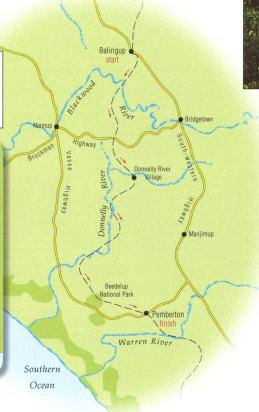 Balingup
start
Blackwood
River
Bridgetown
Nannup
Brockman
Highway
Vasse
Highway
South-western
Highway
Donnelly River
Village
Donnelly
River
Manjimup
Beedelup
National Park
Pemberton
finish
Warren River
Southern
Ocean